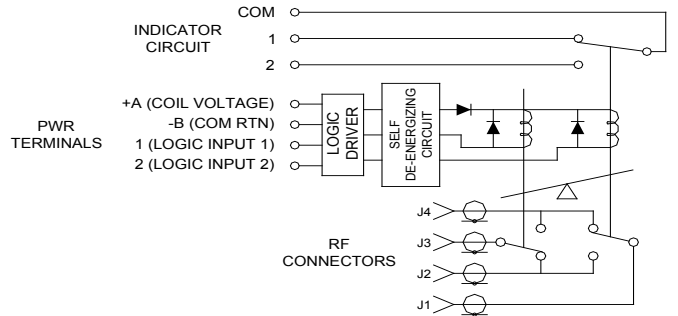 COM
INDICATOR
CIRCUIT
1
2
PWR
TERMINALS
+A (COIL VOLTAGE)
-B (COM RTN)
1 (LOGIC INPUT 1)
2 (LOGIC INPUT 2)
LOGIC
DRIVER
SELF
DE-ENERGIZING
CIRCUIT
RF
CONNECTORS
J4
J3
J2
J1